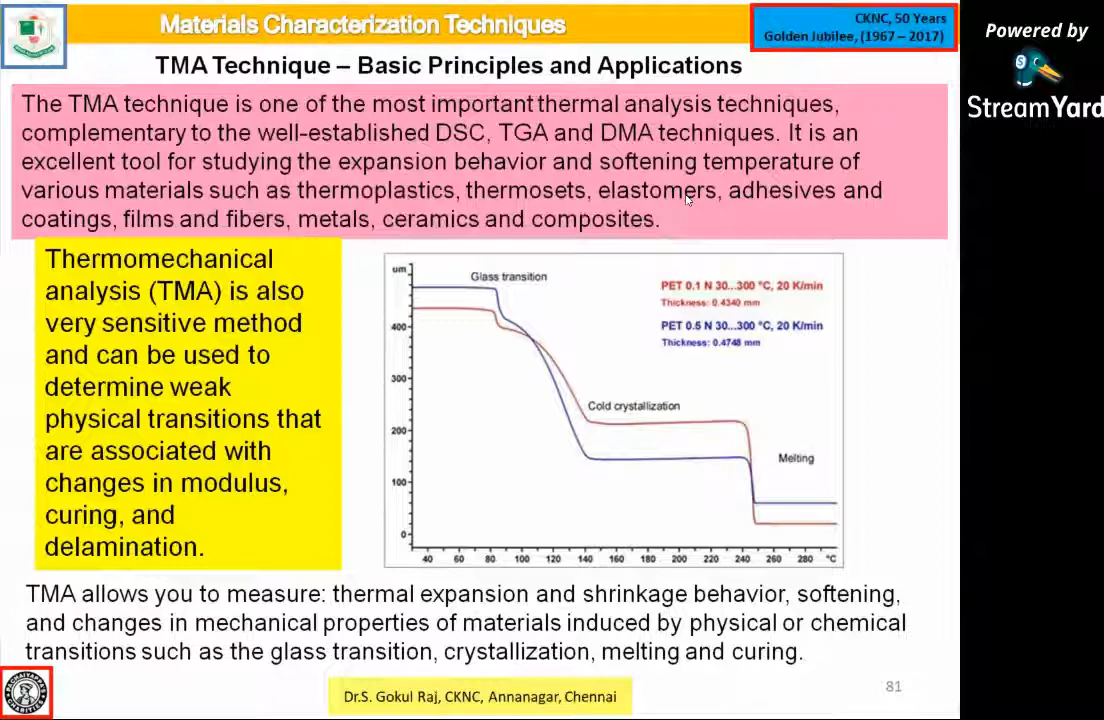 Materials Characterization Techniques
CKNC, 50 Years
Golden Jubilee, (1967 – 2017)
Powered by
StreamYard
TMA Technique – Basic Principles and Applications
The TMA technique is one of the most important thermal analysis techniques,
complementary to the well-established DSC, TGA and DMA techniques. It is an
excellent tool for studying the expansion behavior and softening temperature of
various materials such as thermoplastics, thermosets, elastomers, adhesives and
coatings, films and fibers, metals, ceramics and composites.
Thermomechanical
analysis (TMA) is also
very sensitive method
and can be used to
determine weak
physical transitions that
are associated with
changes in modulus,
curing, and
delamination.
um
Glass transition
PET 0.1 N 30...300 °C, 20 K/min
Thickness: 0.4340 mm
PET 0.5 N 30...300 °C, 20 K/min
Thickness: 0.4748 mm
400
300
Cold crystallization
200
Melting
100
0
40 60 80 100 120 140 160 180 200 220 240 260 280 °C
TMA allows you to measure: thermal expansion and shrinkage behavior, softening,
and changes in mechanical properties of materials induced by physical or chemical
transitions such as the glass transition, crystallization, melting and curing.
Dr.S. Gokul Raj, CKNC, Annanagar, Chennai
81